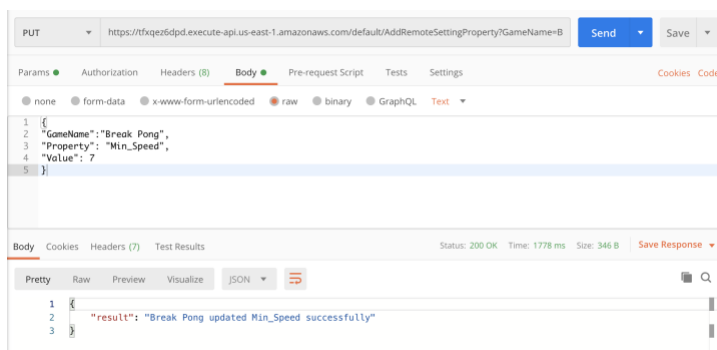 PUT https://tfxqez6dpd.execute-api.us-east-1.amazonaws.com/default/AddRemoteSettingProperty?GameName=B Send Save
Params Authorization Headers (8) Body Pre-request Script Tests Settings Cookies Code
none form-data x-www-form-urlencoded raw binary GraphQL Text
1 {
2 "GameName":"Break Pong",
3 "Property": "Min_Speed",
4 "Value": 7
5 }
Body Cookies Headers (7) Test Results Status: 200 OK Time: 1778 ms Size: 346 B Save Response
Pretty Raw Preview Visualize JSON
1 {
2 "result": "Break Pong updated Min_Speed successfully"
3 }